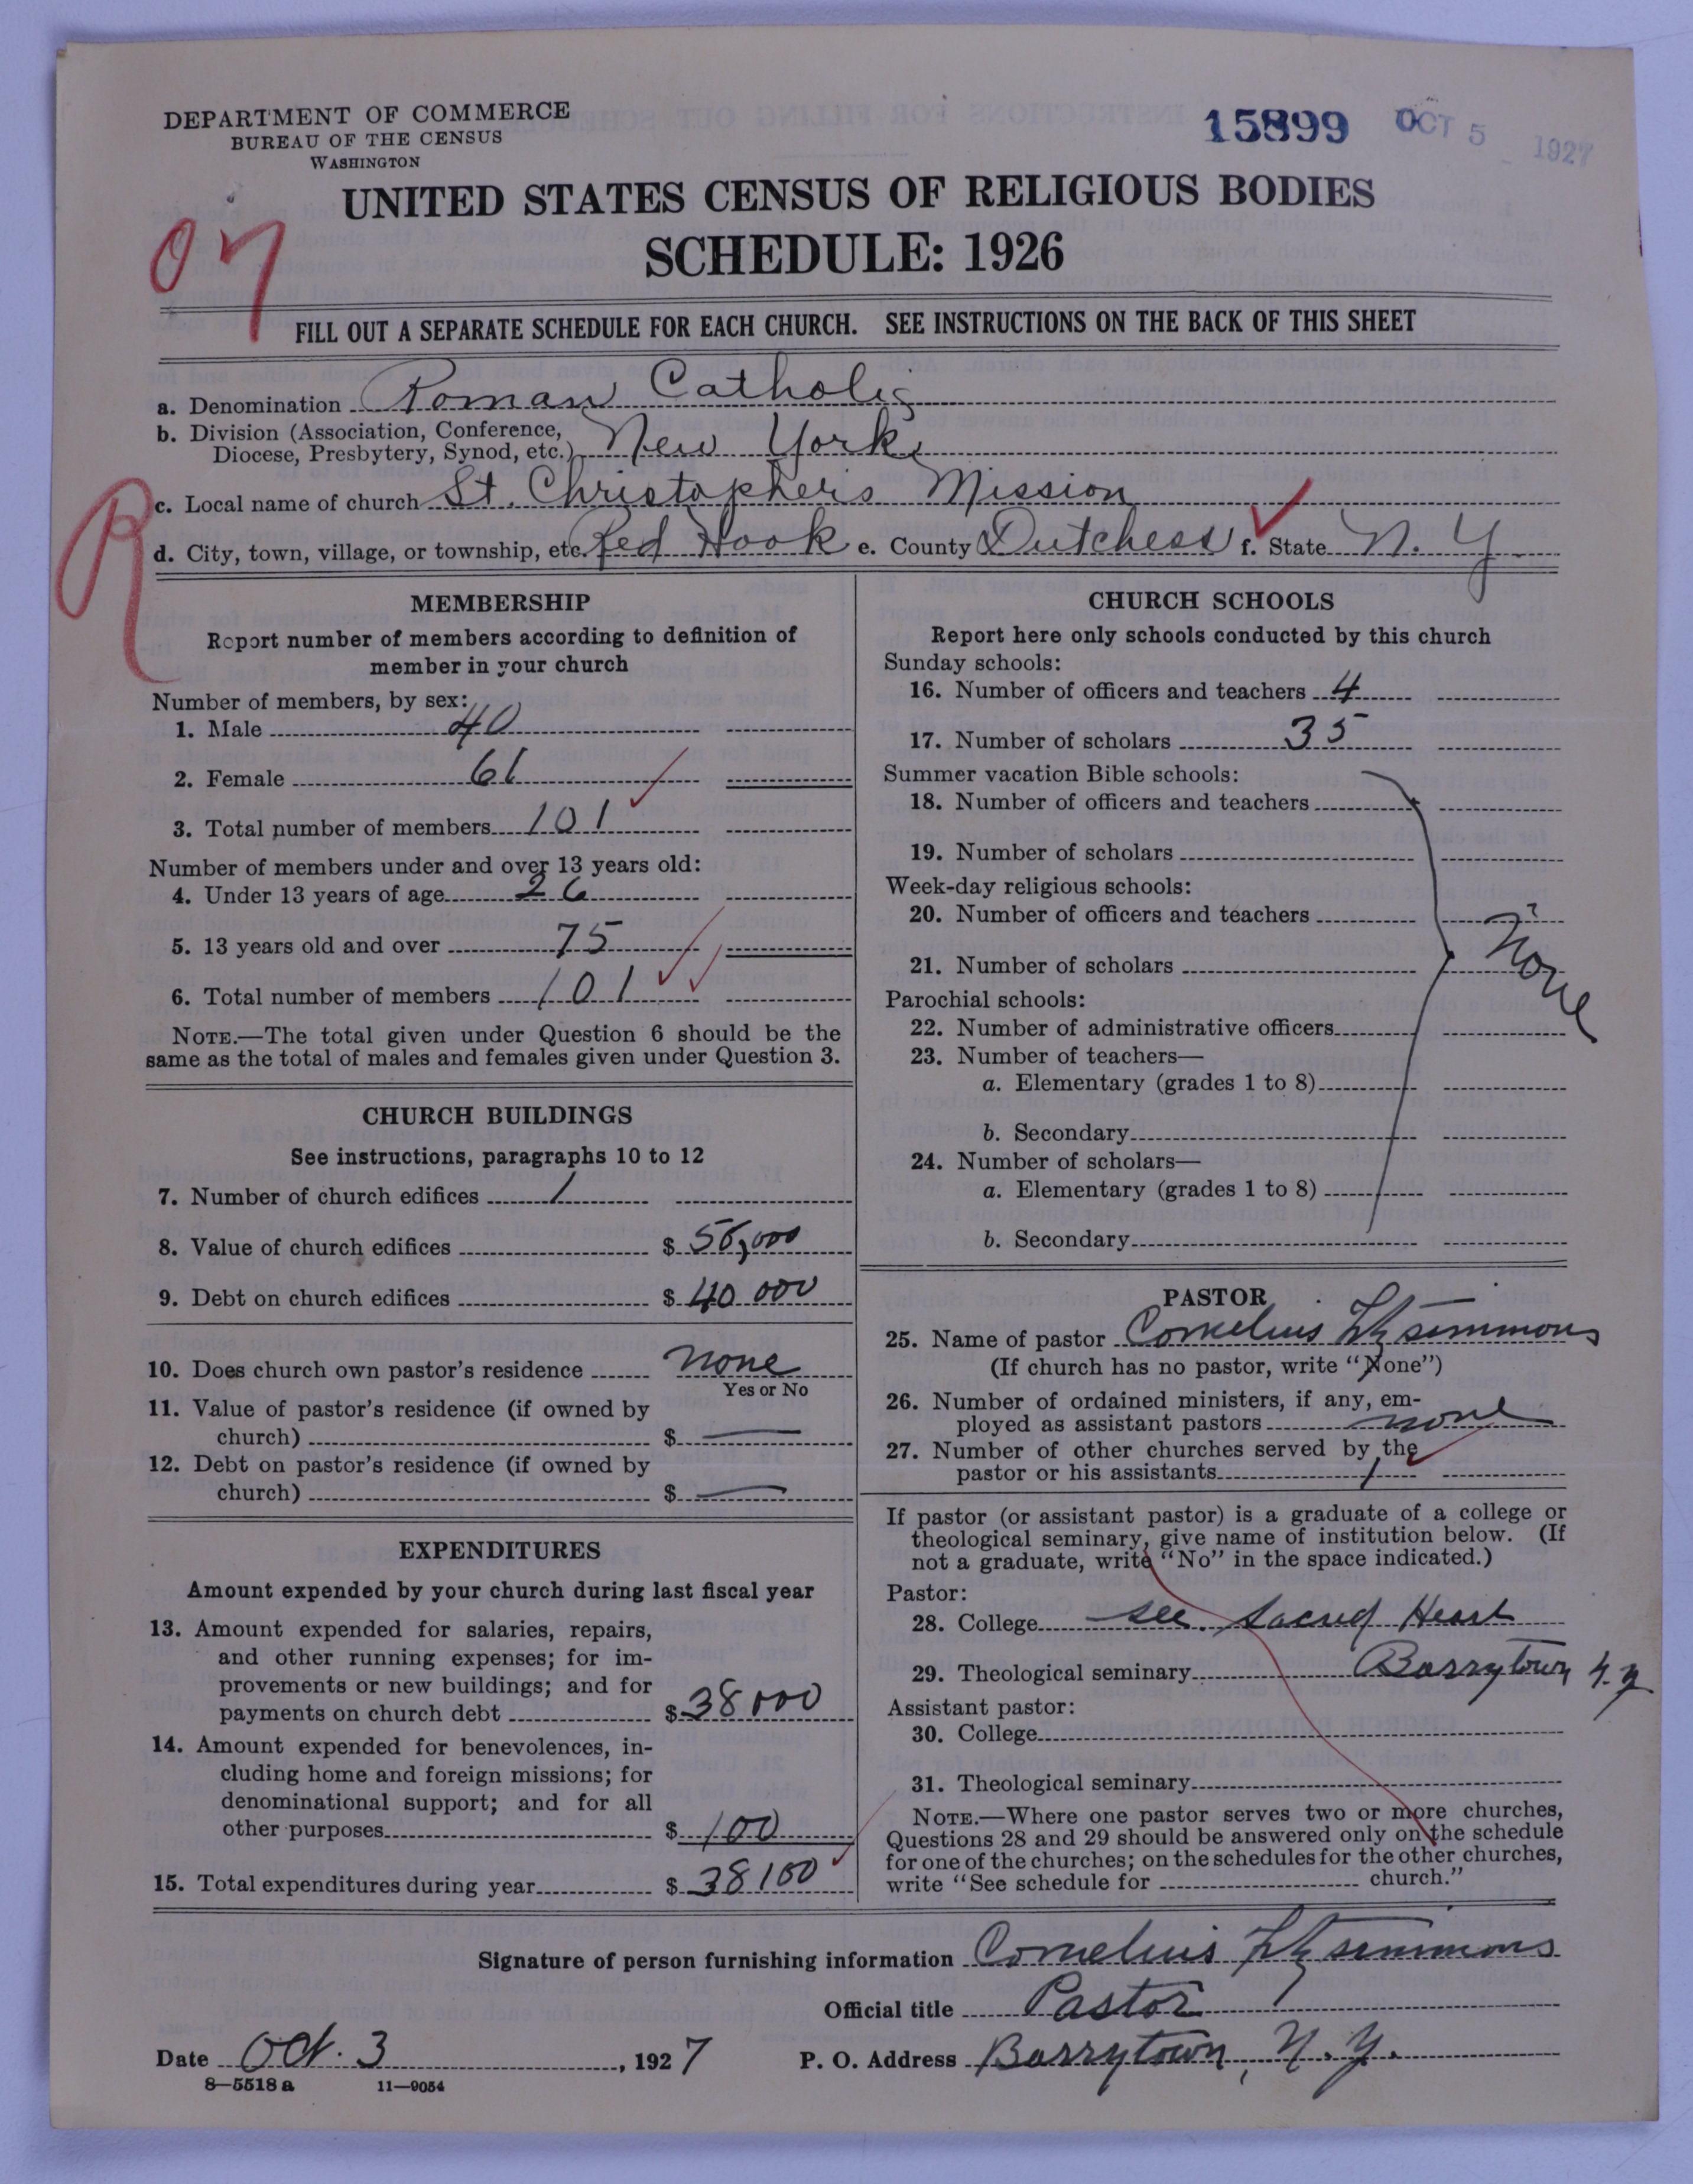 DEPARTMENT OF COMMERCE
BUREAU OF THE CENSUS
WASHINGTON
15899 OCT 5 1927
UNITED STATES CENSUS OF RELIGIOUS BODIES
SCHEDULE: 1926
07
FILL OUT A SEPARATE SCHEDULE FOR EACH CHURCH. SEE INSTRUCTIONS ON THE BACK OF THIS SHEET
a. Denomination Roman Catholic
b. Division (Association, Conference,
Diocese, Presbytery, Synod, etc.) New York
R
c. Local name of church St. Christophers Mission
d. City, town, village, or township, etc. Red Hook e. County Dutchess f. State N. Y.
MEMBERSHIP
Report number of members according to definition of
member in your church
Number of members, by sex:
1. Male 40
2. Female 61
3. Total number of members 101
Number of members under and over 13 years old:
4. Under 13 years of age 26
5. 13 years old and over 75
6. Total number of members 101
NOTE.—The total given under Question 6 should be the
same as the total of males and females given under Question 3.
CHURCH BUILDINGS
See instructions, paragraphs 10 to 12
7. Number of church edifices 1
8. Value of church edifices $
9. Debt on church edifices $ 40 000
10. Does church own pastor's residence none
Yes or No
11. Value of pastor's residence (if owned by
church) $ —
12. Debt on pastor's residence (if owned by
church) $ —
EXPENDITURES
Amount expended by your church during last fiscal year
13. Amount expended for salaries, repairs,
and other running expenses; for im-
provements or new buildings; and for
payments on church debt $ 38000
14. Amount expended for benevolences, in-
cluding home and foreign missions; for
denominational support; and for all
other purposes $ 100
15. Total expenditures during year $ 38100
CHURCH SCHOOLS
Report here only schools conducted by this church
Sunday schools:
16. Number of officers and teachers 4
17. Number of scholars 35
Summer vacation Bible schools:
18. Number of officers and teachers
19. Number of scholars
Week-day religious schools:
20. Number of officers and teachers
None
21. Number of scholars
Parochial schools:
22. Number of administrative officers
23. Number of teachers—
a. Elementary (grades 1 to 8)
b. Secondary
24. Number of scholars—
a. Elementary (grades 1 to 8)
b. Secondary
PASTOR
25. Name of pastor Cornelius Fitzsimmons
(If church has no pastor, write "None")
26. Number of ordained ministers, if any, em-
ployed as assistant pastors none
27. Number of other churches served by the
pastor or his assistants 1
If pastor (or assistant pastor) is a graduate of a college or
theological seminary, give name of institution below. (If
not a graduate, write "No" in the space indicated.)
Pastor:
28. College see. Sacred Heart
29. Theological seminary Barrytown N.Y
Assistant pastor:
30. College
31. Theological seminary
NOTE.—Where one pastor serves two or more churches,
Questions 28 and 29 should be answered only on the schedule
for one of the churches; on the schedules for the other churches,
write "See schedule for church."
Signature of person furnishing information Cornelius Fitzsimmons
Official title Pastor
Date Oct. 3, 1927 P. O. Address Barrytown, N. Y.
8—5518 a 11—9054